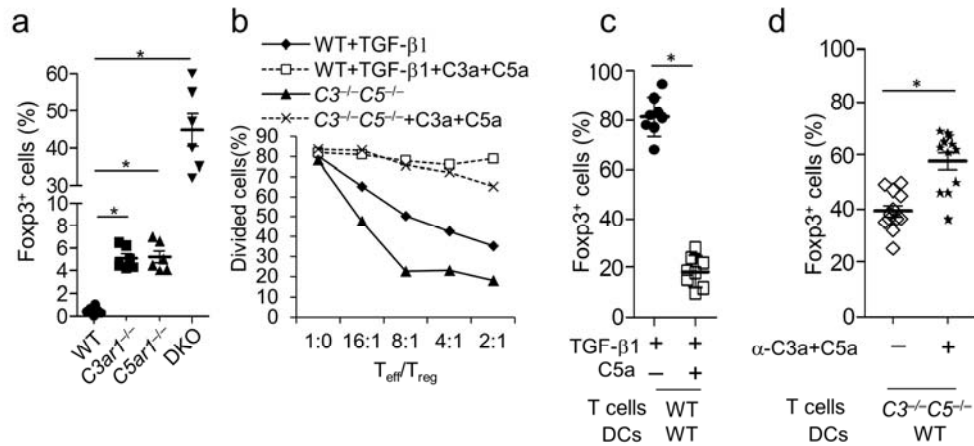 a
Foxp3⁺ cells (%)
60
50
40
30
8
6
4
2
0
*
*
*
WT
C3ar1⁻/⁻
C5ar1⁻/⁻
DKO
b
WT+TGF-β1
WT+TGF-β1+C3a+C5a
C3⁻/⁻C5⁻/⁻
C3⁻/⁻C5⁻/⁻+C3a+C5a
Divided cells(%)
90
80
70
60
50
40
30
20
10
0
1:0 16:1 8:1 4:1 2:1
Teff/Treg
c
Foxp3⁺ cells (%)
100
80
60
40
20
0
*
TGF-β1 + +
C5a – +
T cells WT
DCs WT
d
Foxp3⁺ cells (%)
100
80
60
40
20
0
*
α-C3a+C5a – +
T cells C3⁻/⁻C5⁻/⁻
DCs WT